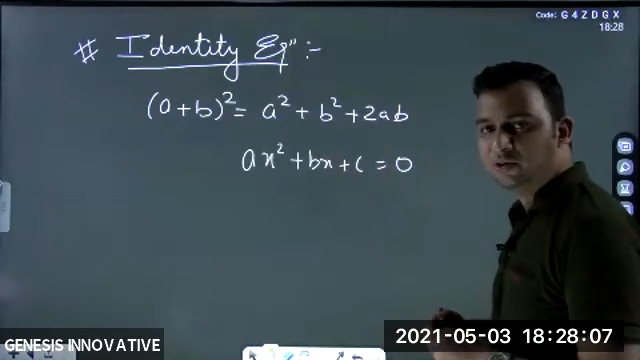 Code: G4ZDGX
18:28
# Identity Eqⁿ :-
(a+b)² = a² + b² + 2ab
ax² + bx + c = 0
GENESIS INNOVATIVE
2021-05-03 18:28:07